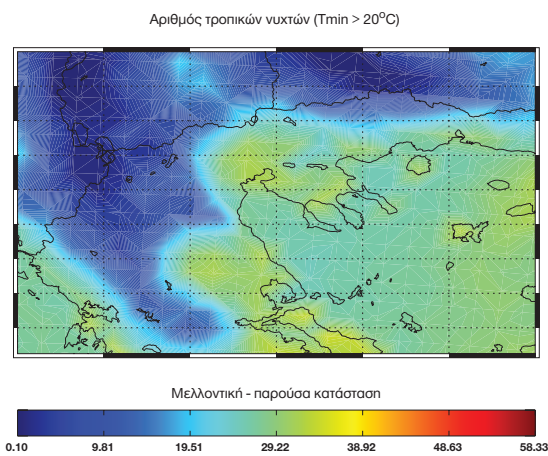 Αριθμός τροπικών νυχτών (Tmin > 20°C)
Μελλοντική - παρούσα κατάσταση
0.10 9.81 19.51 29.22 38.92 48.63 58.33